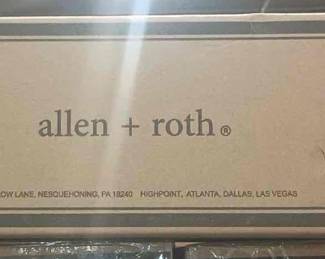 allen + roth®
OW LANE, NESQUEHONING, PA 18240 HIGHPOINT, ATLANTA, DALLAS, LAS VEGAS